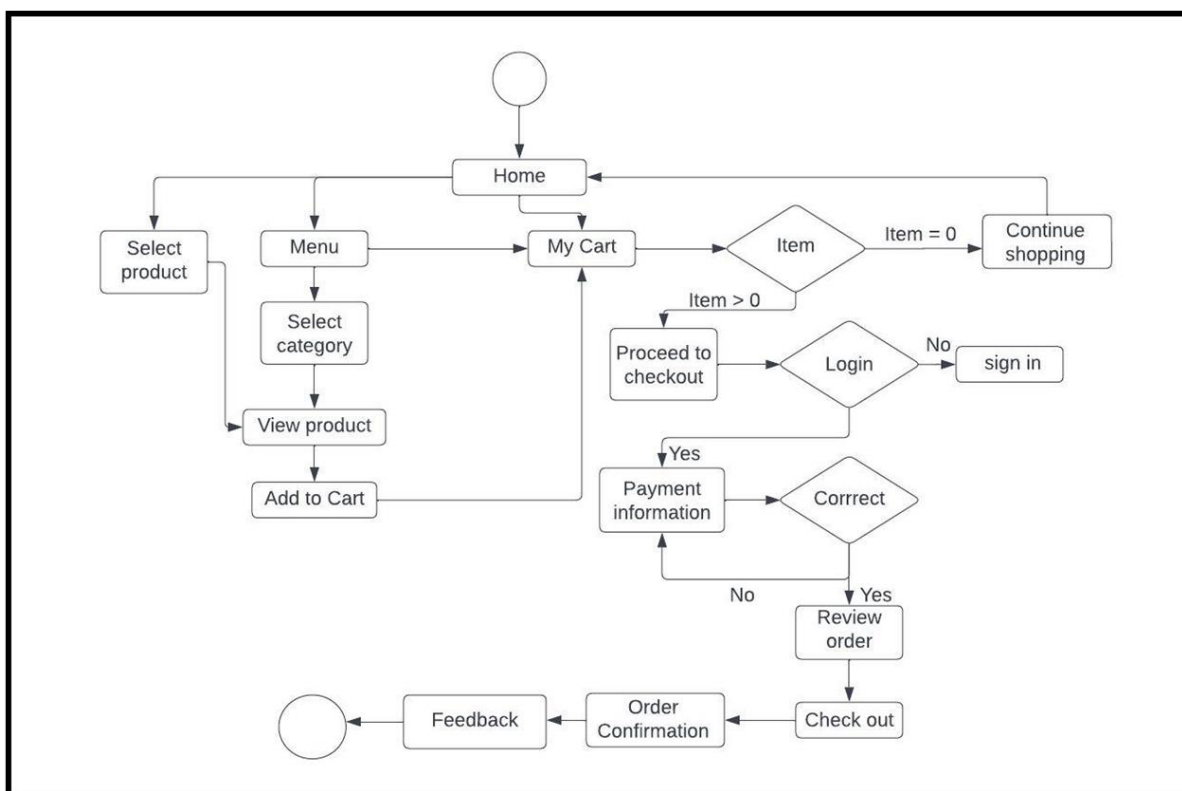 Home
Select
product
Menu
My Cart
Item
Item = 0
Continue
shopping
Item > 0
Select
category
Proceed to
checkout
Login
No
sign in
View product
Yes
Add to Cart
Payment
information
Corrrect
No
Yes
Review
order
Feedback
Order
Confirmation
Check out